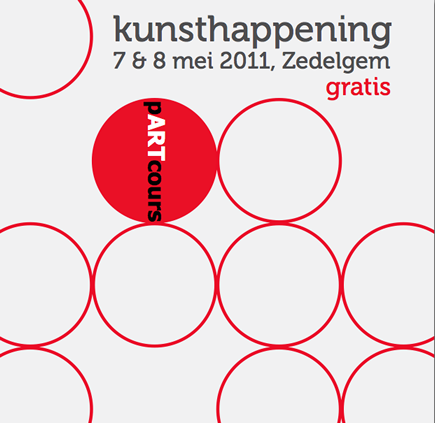 kunsthappening
7 & 8 mei 2011, Zedelgem
gratis
pARTcours